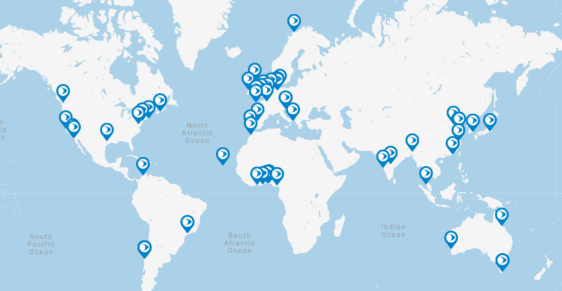 North
Atlantic
Ocean
South
Pacific
Ocean
South
Atlantic
Ocean
Indian
Ocean